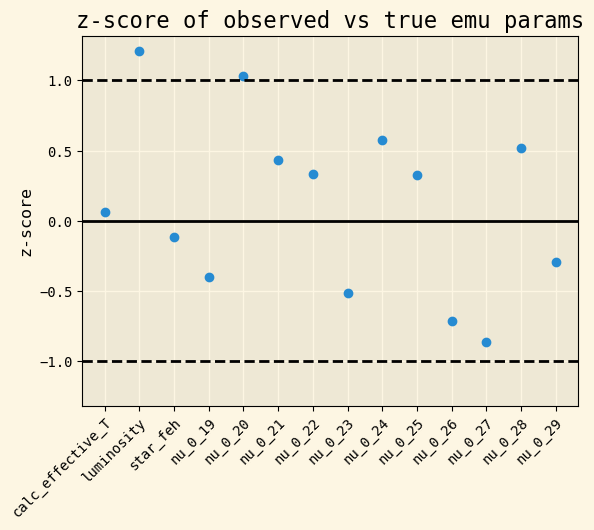 z-score of observed vs true emu params
z-score
1.0
0.5
0.0
−0.5
−1.0
calc_effective_T
luminosity
star_feh
nu_0_19
nu_0_20
nu_0_21
nu_0_22
nu_0_23
nu_0_24
nu_0_25
nu_0_26
nu_0_27
nu_0_28
nu_0_29